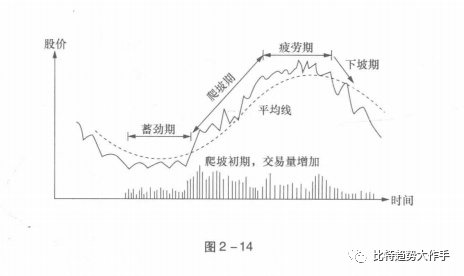 股价
疲劳期
下坡期
爬坡期
平均线
蓄劲期
爬坡初期，交易量增加
时间
图2-14
比特趋势大作手